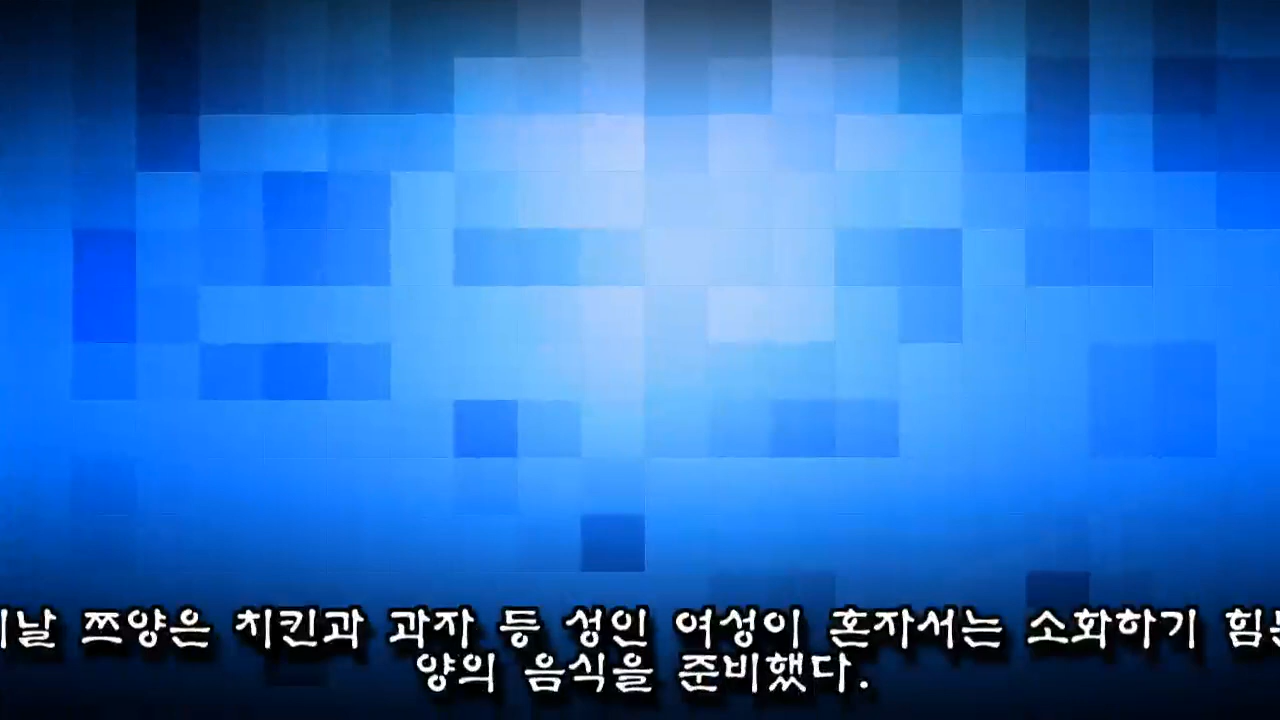 쯔양은 치킨과 과자 등 성인 여성이 혼자서는 소화하기
양의 음식을 준비했다.